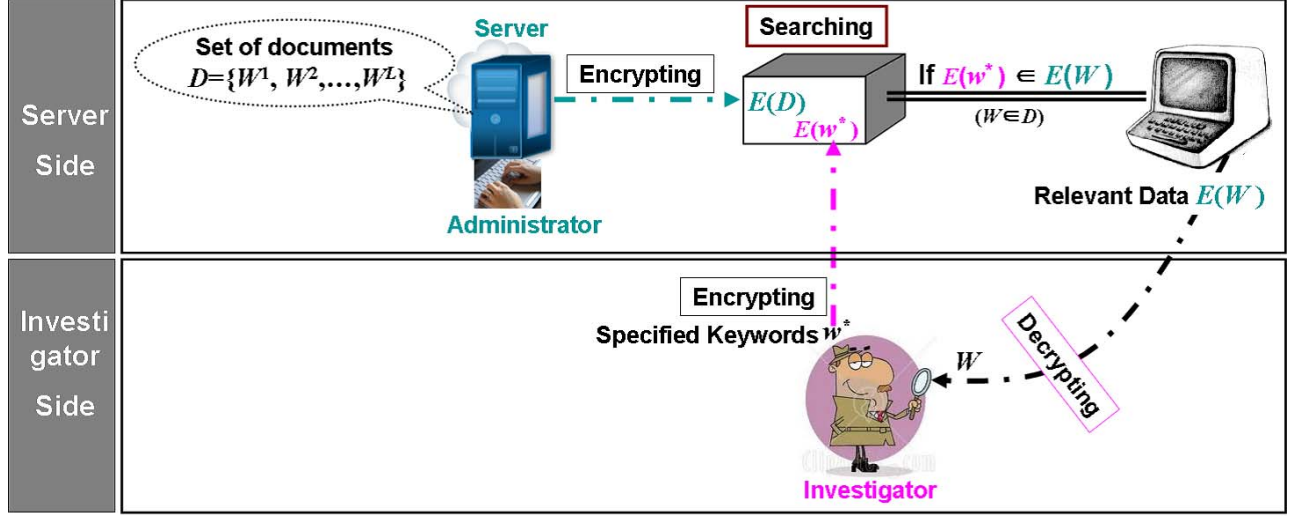 Server
Side
Set of documents
D={W¹, W²,...,Wᴸ}
Server
Administrator
Encrypting
Searching
E(D)
E(w*)
If E(w*) ∈ E(W)
(W∈D)
Relevant Data E(W)
Investi
gator
Side
Encrypting
Specified Keywords w*
Decrypting
W
Investigator